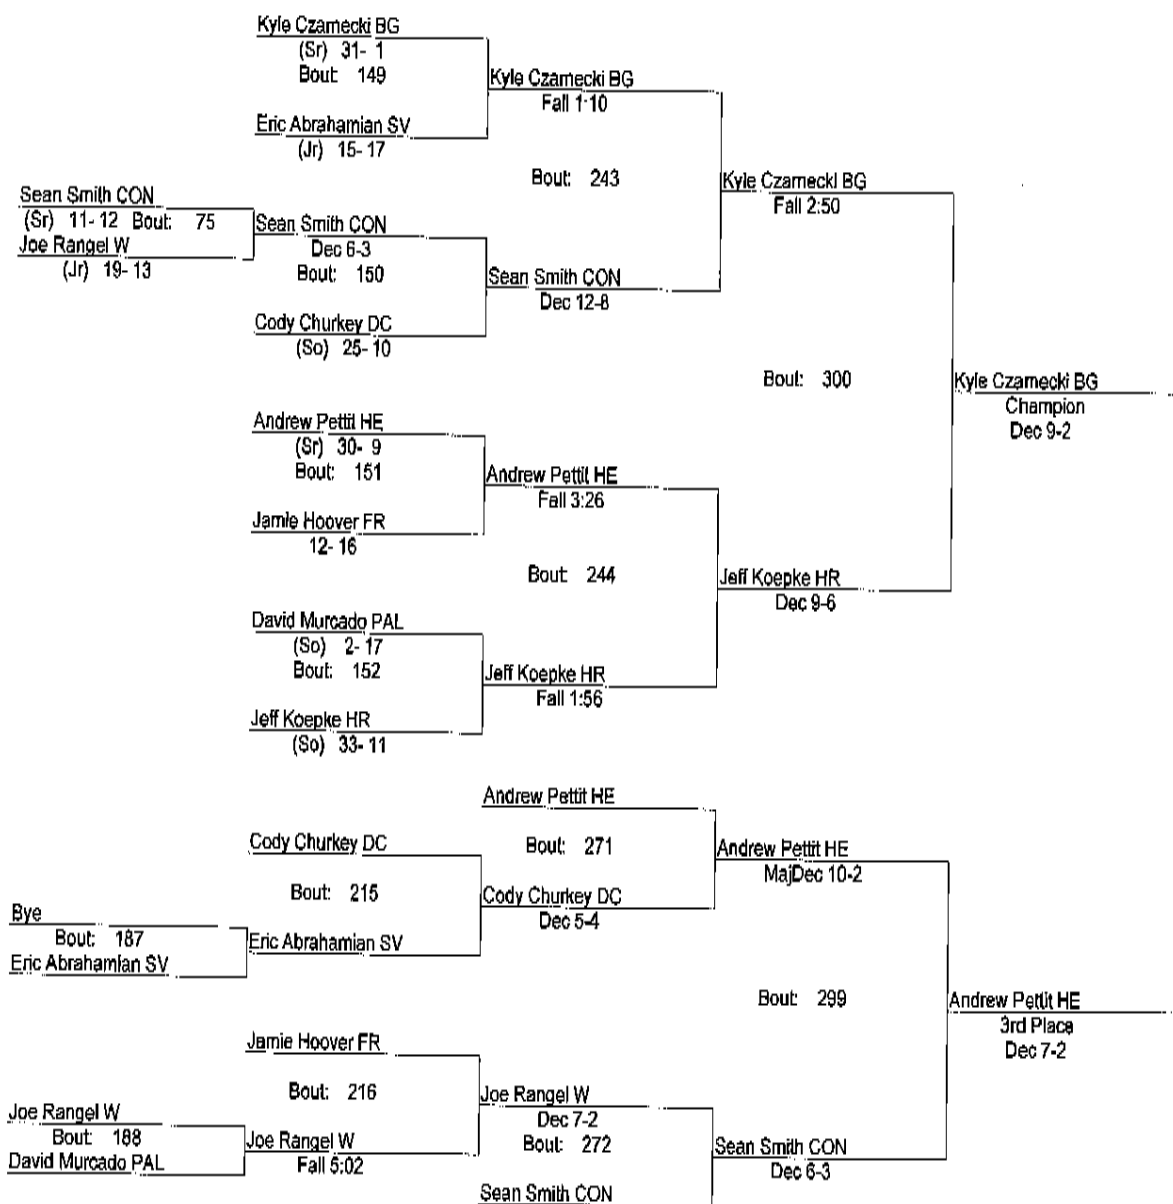 Kyle Czarnecki BG
(Sr) 31- 1
Bout: 149
Kyle Czarnecki BG
Fall 1:10
Eric Abrahamian SV
(Jr) 15- 17
Bout: 243
Kyle Czarnecki BG
Fall 2:50
Sean Smith CON
(Sr) 11- 12 Bout: 75
Joe Rangel W
(Jr) 19- 13
Sean Smith CON
Dec 6-3
Bout: 150
Sean Smith CON
Dec 12-8
Cody Churkey DC
(So) 25- 10
Bout: 300
Kyle Czarnecki BG
Champion
Dec 9-2
Andrew Pettit HE
(Sr) 30- 9
Bout: 151
Andrew Pettit HE
Fall 3:26
Jamie Hoover FR
12- 16
Bout: 244
Jeff Koepke HR
Dec 9-6
David Murcado PAL
(So) 2- 17
Bout: 152
Jeff Koepke HR
Fall 1:56
Jeff Koepke HR
(So) 33- 11
Andrew Pettit HE
Cody Churkey DC
Bout: 271
Andrew Pettit HE
MajDec 10-2
Bout: 215
Cody Churkey DC
Dec 5-4
Bye
Bout: 187
Eric Abrahamian SV
Eric Abrahamian SV
Bout: 299
Andrew Pettit HE
3rd Place
Dec 7-2
Jamie Hoover FR
Bout: 216
Joe Rangel W
Dec 7-2
Bout: 272
Joe Rangel W
Bout: 188
David Murcado PAL
Joe Rangel W
Fall 5:02
Sean Smith CON
Dec 6-3
Sean Smith CON